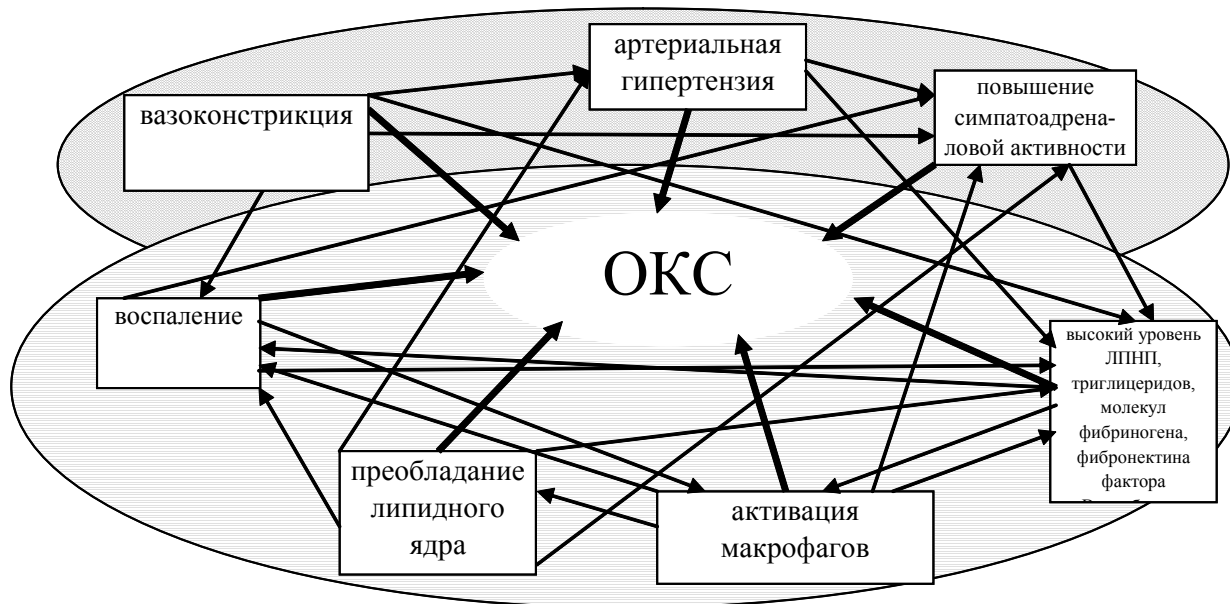 артериальная
гипертензия
вазоконстрикция
повышение
симпатоадрена-
ловой активности
ОКС
воспаление
высокий уровень
ЛПНП,
триглицеридов,
молекул
фибриногена,
фибронектина
фактора
преобладание
липидного
ядра
активация
макрофагов